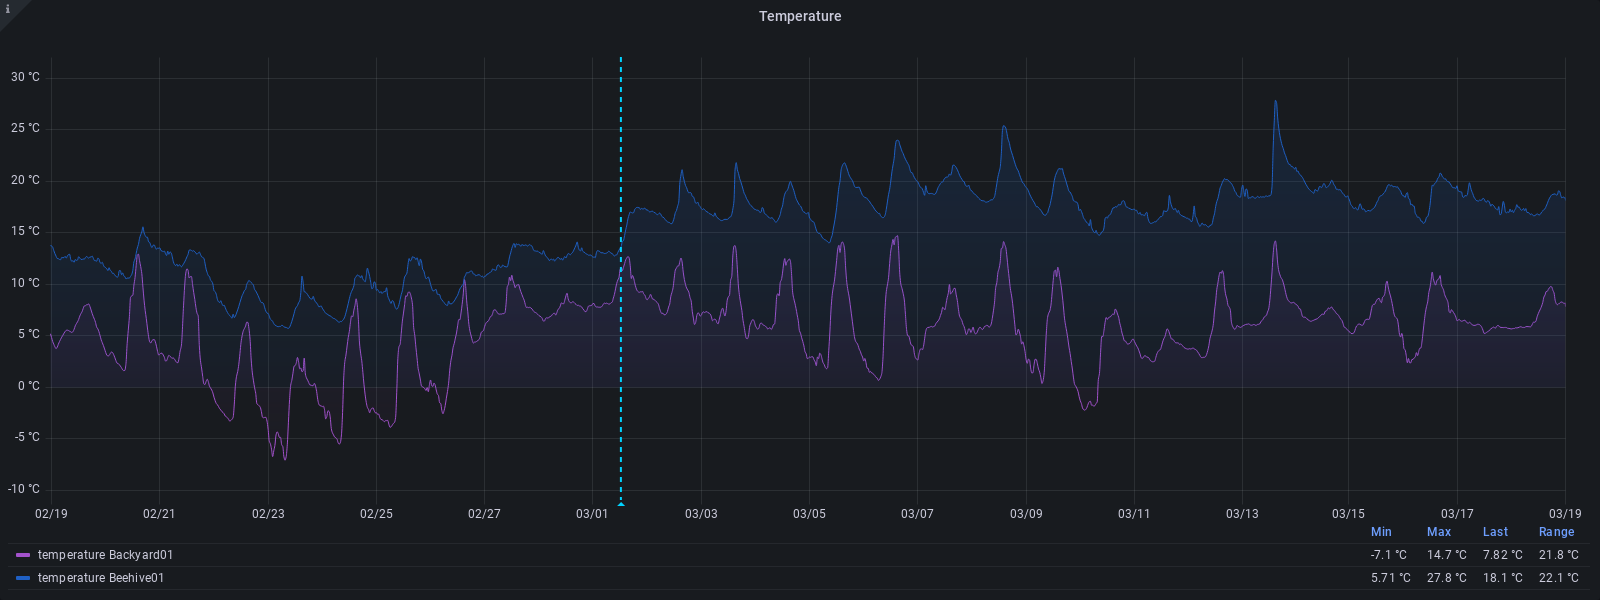 i
Temperature
30 °C
25 °C
20 °C
15 °C
10 °C
5 °C
0 °C
-5 °C
-10 °C
02/19 02/21 02/23 02/25 02/27 03/01 03/03 03/05 03/07 03/09 03/11 03/13 03/15 03/17 03/19
Min Max Last Range
temperature Backyard01 -7.1 °C 14.7 °C 7.82 °C 21.8 °C
temperature Beehive01 5.71 °C 27.8 °C 18.1 °C 22.1 °C